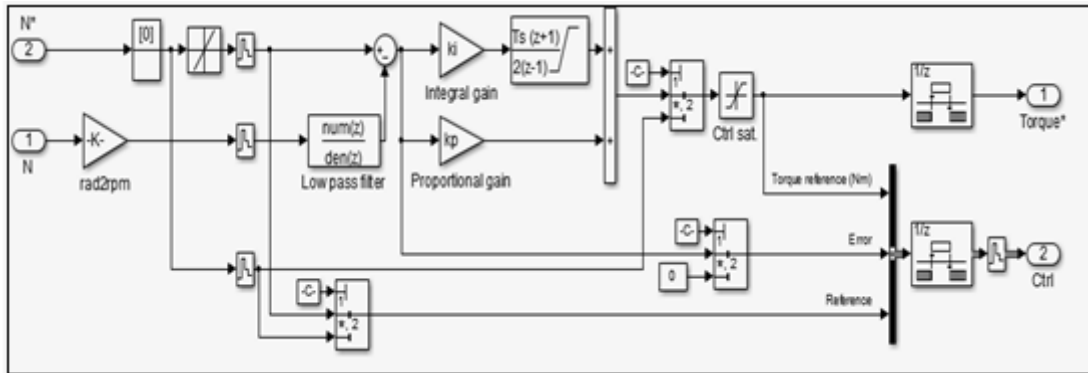 N*
2
[0]
1
N
-K-
rad2rpm
num(z)
den(z)
Low pass filter
+
-
ki
Integral gain
kp
Proportional gain
Ts (z+1)
2(z-1)
+
+
-C-
1
*, 2
Ctrl sat.
1/z
1
Torque*
Torque reference (Nm)
-C-
1
*, 2
0
Error
1/z
2
Ctrl
-C-
1
*, 2
Reference